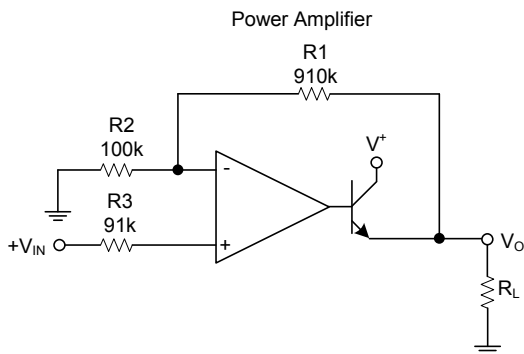 Power Amplifier
R1
910k
R2
100k
V+
-
R3
91k
+
+VIN
VO
RL